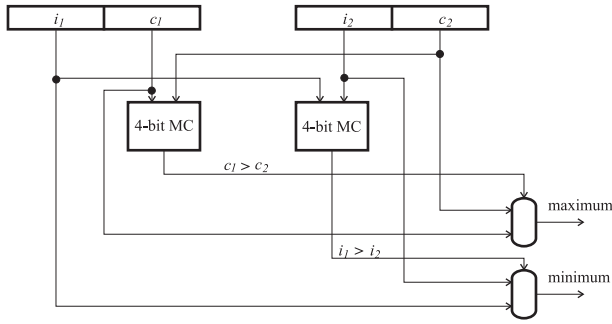 i₁ c₁ i₂ c₂
4-bit MC 4-bit MC
c₁ > c₂
maximum
i₁ > i₂
minimum